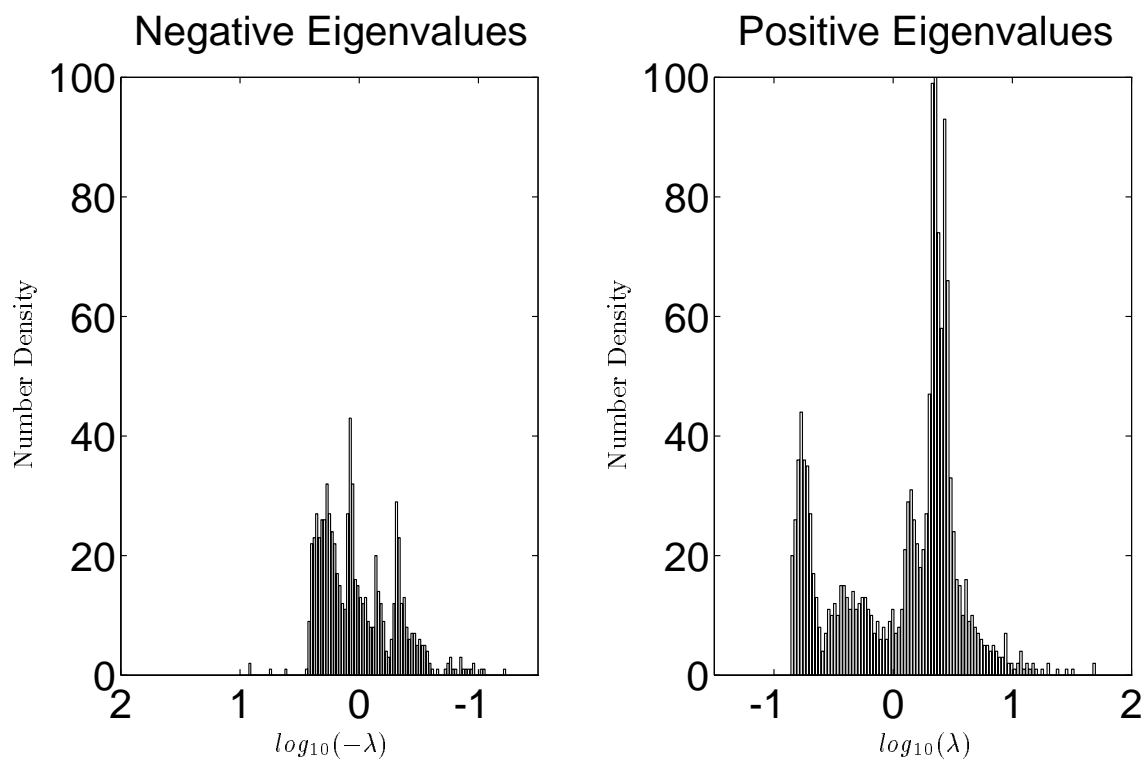 Negative Eigenvalues
100
80
60
40
20
0
2 1 0 -1
Number Density
log10(−λ)
Positive Eigenvalues
100
80
60
40
20
0
-1 0 1 2
Number Density
log10(λ)